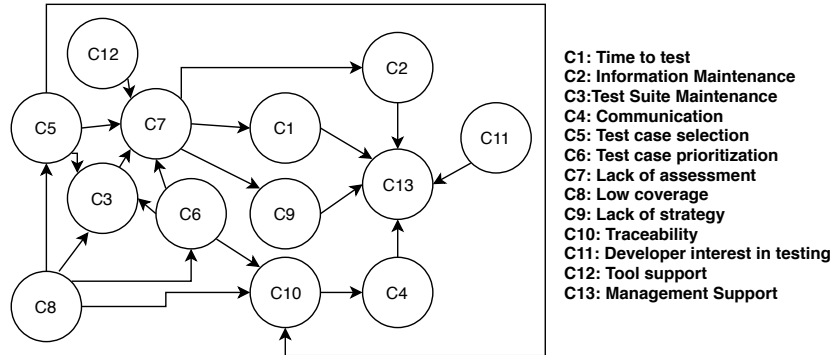 C12
C2
C5
C7
C1
C11
C13
C3
C6
C9
C8
C10
C4
C1: Time to test
C2: Information Maintenance
C3:Test Suite Maintenance
C4: Communication
C5: Test case selection
C6: Test case prioritization
C7: Lack of assessment
C8: Low coverage
C9: Lack of strategy
C10: Traceability
C11: Developer interest in testing
C12: Tool support
C13: Management Support